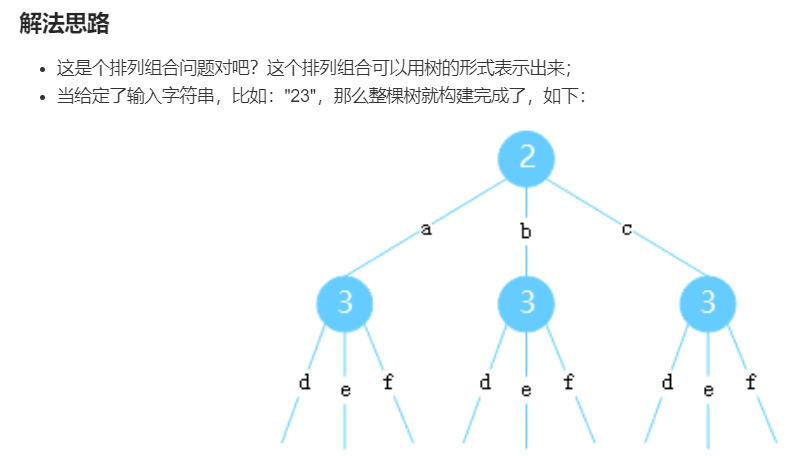 解法思路
这是个排列组合问题对吧？这个排列组合可以用树的形式表示出来；
当给定了输入字符串，比如："23"，那么整棵树就构建完成了，如下：
2
a b c
3 3 3
d e f d e f d e f